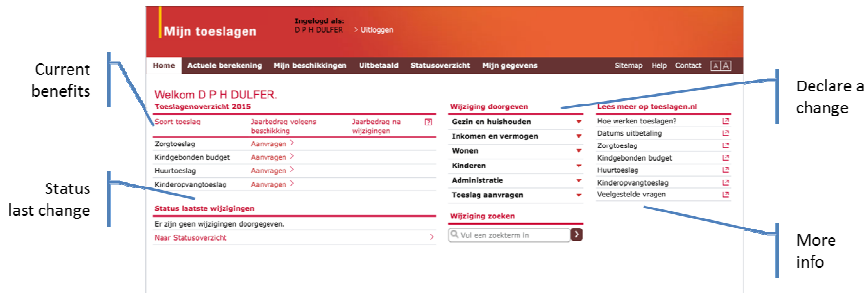 Mijn toeslagen
Ingelogd als:
D P H DULFER
> Uitloggen
Home Actuele berekening Mijn beschikkingen Uitbetaald Statusoverzicht Mijn gegevens Sitemap Help Contact A A
Current
benefits
Status
last change
Welkom D P H DULFER.
Toeslagenoverzicht 2015
Soort toeslag Jaarbedrag volgens beschikking Jaarbedrag na wijzigingen
Zorgtoeslag Aanvragen >
Kindgebonden budget Aanvragen >
Huurtoeslag Aanvragen >
Kinderopvangtoeslag Aanvragen >
Status laatste wijzigingen
Er zijn geen wijzigingen doorgegeven.
Naar Statusoverzicht >
Wijziging doorgeven
Gezin en huishouden
Inkomen en vermogen
Wonen
Kinderen
Administratie
Toeslag aanvragen
Wijziging zoeken
Vul een zoekterm in >
Lees meer op toeslagen.nl
Hoe werken toeslagen?
Datums uitbetaling
Zorgtoeslag
Kindgebonden budget
Huurtoeslag
Kinderopvangtoeslag
Veelgestelde vragen
Declare a
change
More
info